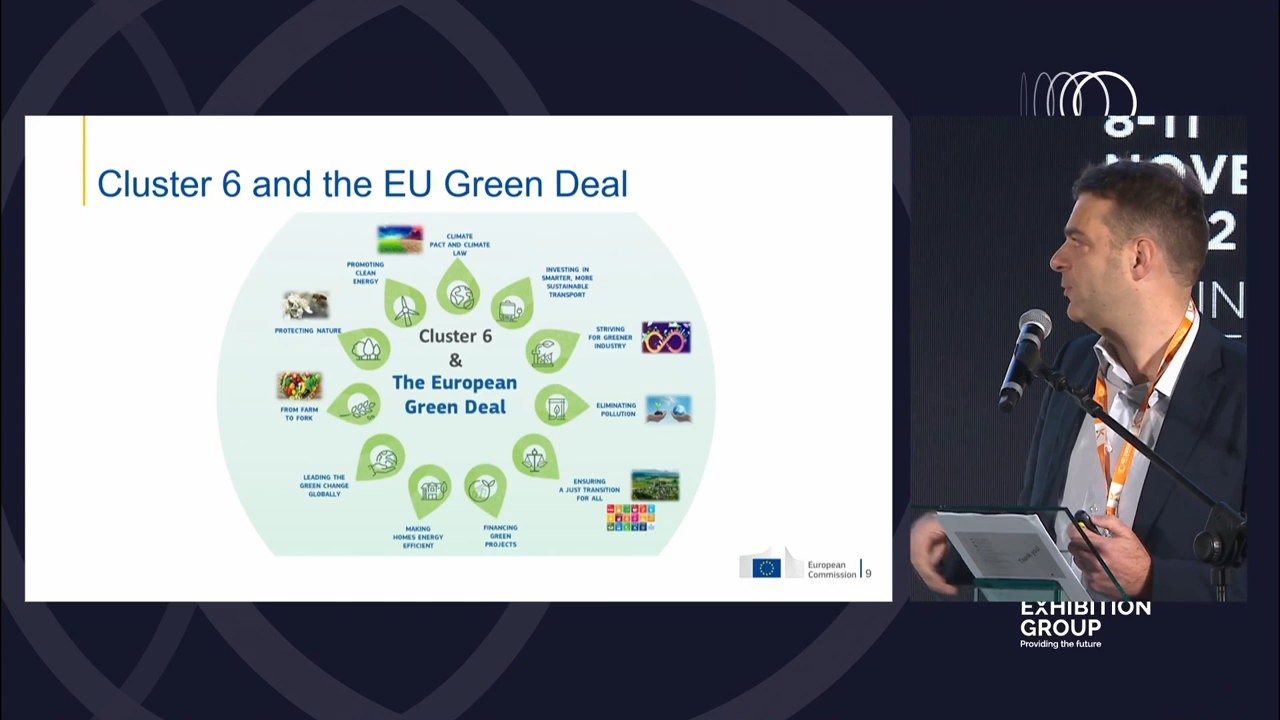 Cluster 6 and the EU Green Deal
CLIMATE
PACT AND CLIMATE
LAW
PROMOTING
CLEAN
ENERGY
INVESTING IN
SMARTER, MORE
SUSTAINABLE
TRANSPORT
PROTECTING NATURE
STRIVING
FOR GREENER
INDUSTRY
Cluster 6
&
The European
Green Deal
FROM FARM
TO FORK
ELIMINATING
POLLUTION
LEADING THE
GREEN CHANGE
GLOBALLY
ENSURING
A JUST TRANSITION
FOR ALL
MAKING
HOMES ENERGY
EFFICIENT
FINANCING
GREEN
PROJECTS
European
Commission
9
8-11
NOVE
2
IN
EXHIBITION
GROUP
Providing the future